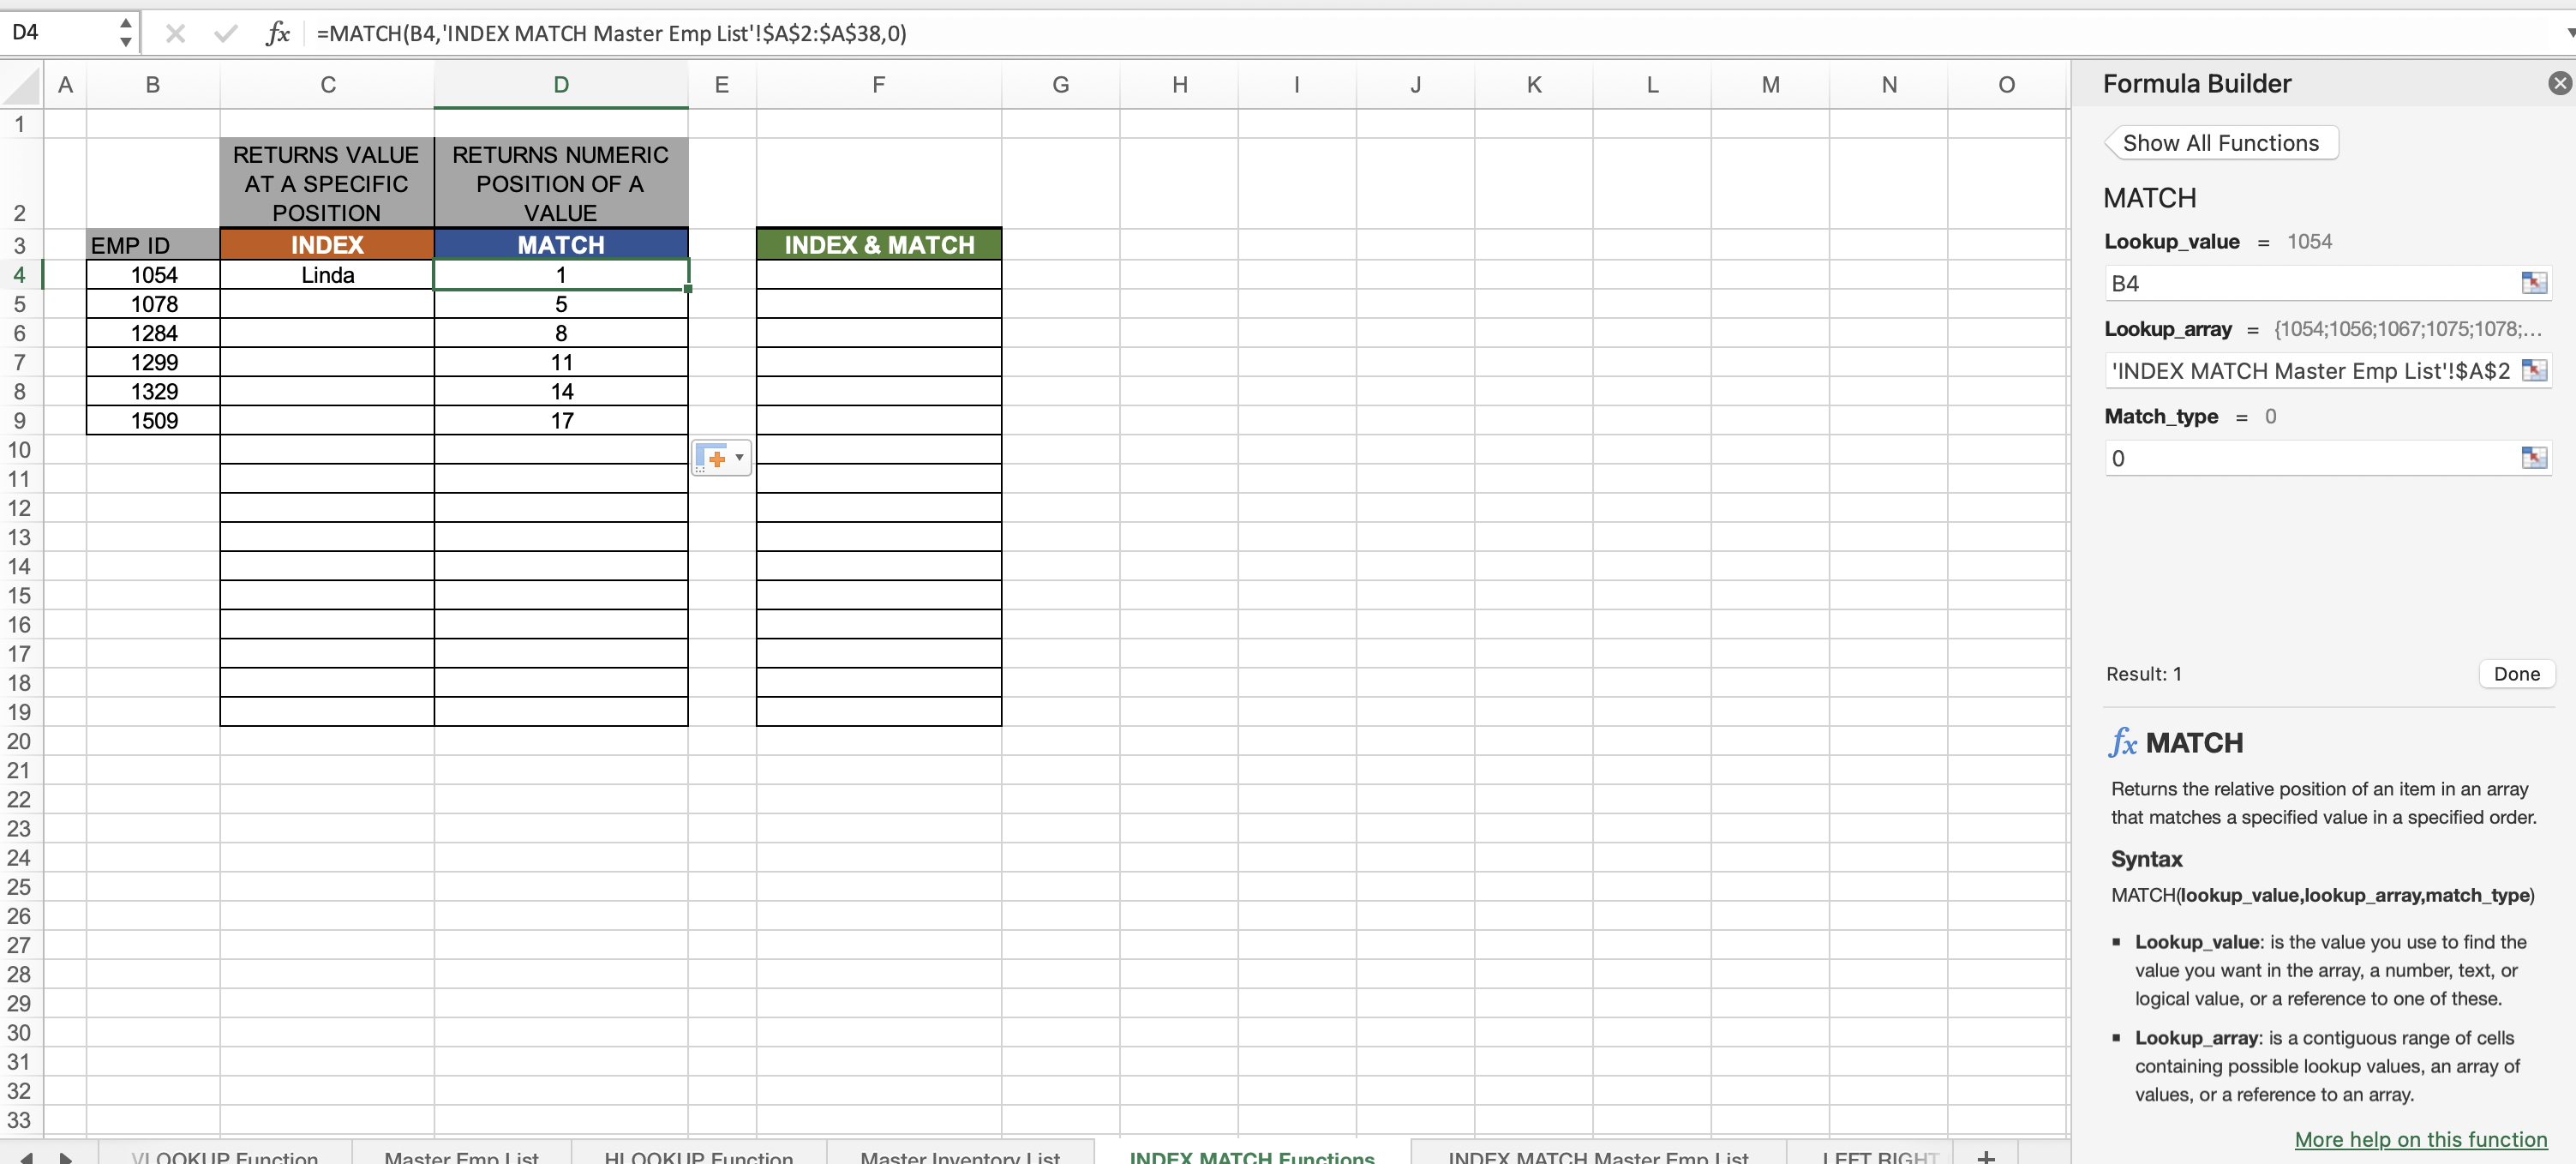 D4 fx =MATCH(B4,'INDEX MATCH Master Emp List'!$A$2:$A$38,0)
A B C D E F G H I J K L M N O
1
2
RETURNS VALUE AT A SPECIFIC POSITION
RETURNS NUMERIC POSITION OF A VALUE
3 EMP ID INDEX MATCH INDEX & MATCH
4 1054 Linda 1
5 1078 5
6 1284 8
7 1299 11
8 1329 14
9 1509 17
10
11
12
13
14
15
16
17
18
19
20
21
22
23
24
25
26
27
28
29
30
31
32
33
VLOOKUP Function Master Emp List HLOOKUP Function Master Inventory List INDEX MATCH Functions INDEX MATCH Master Emp List LEFT RIGHT +
Formula Builder
Show All Functions
MATCH
Lookup_value = 1054
B4
Lookup_array = {1054;1056;1067;1075;1078;...
'INDEX MATCH Master Emp List'!$A$2
Match_type = 0
0
Result: 1 Done
fx MATCH
Returns the relative position of an item in an array
that matches a specified value in a specified order.
Syntax
MATCH(lookup_value,lookup_array,match_type)
▪ Lookup_value: is the value you use to find the
value you want in the array, a number, text, or
logical value, or a reference to one of these.
▪ Lookup_array: is a contiguous range of cells
containing possible lookup values, an array of
values, or a reference to an array.
More help on this function